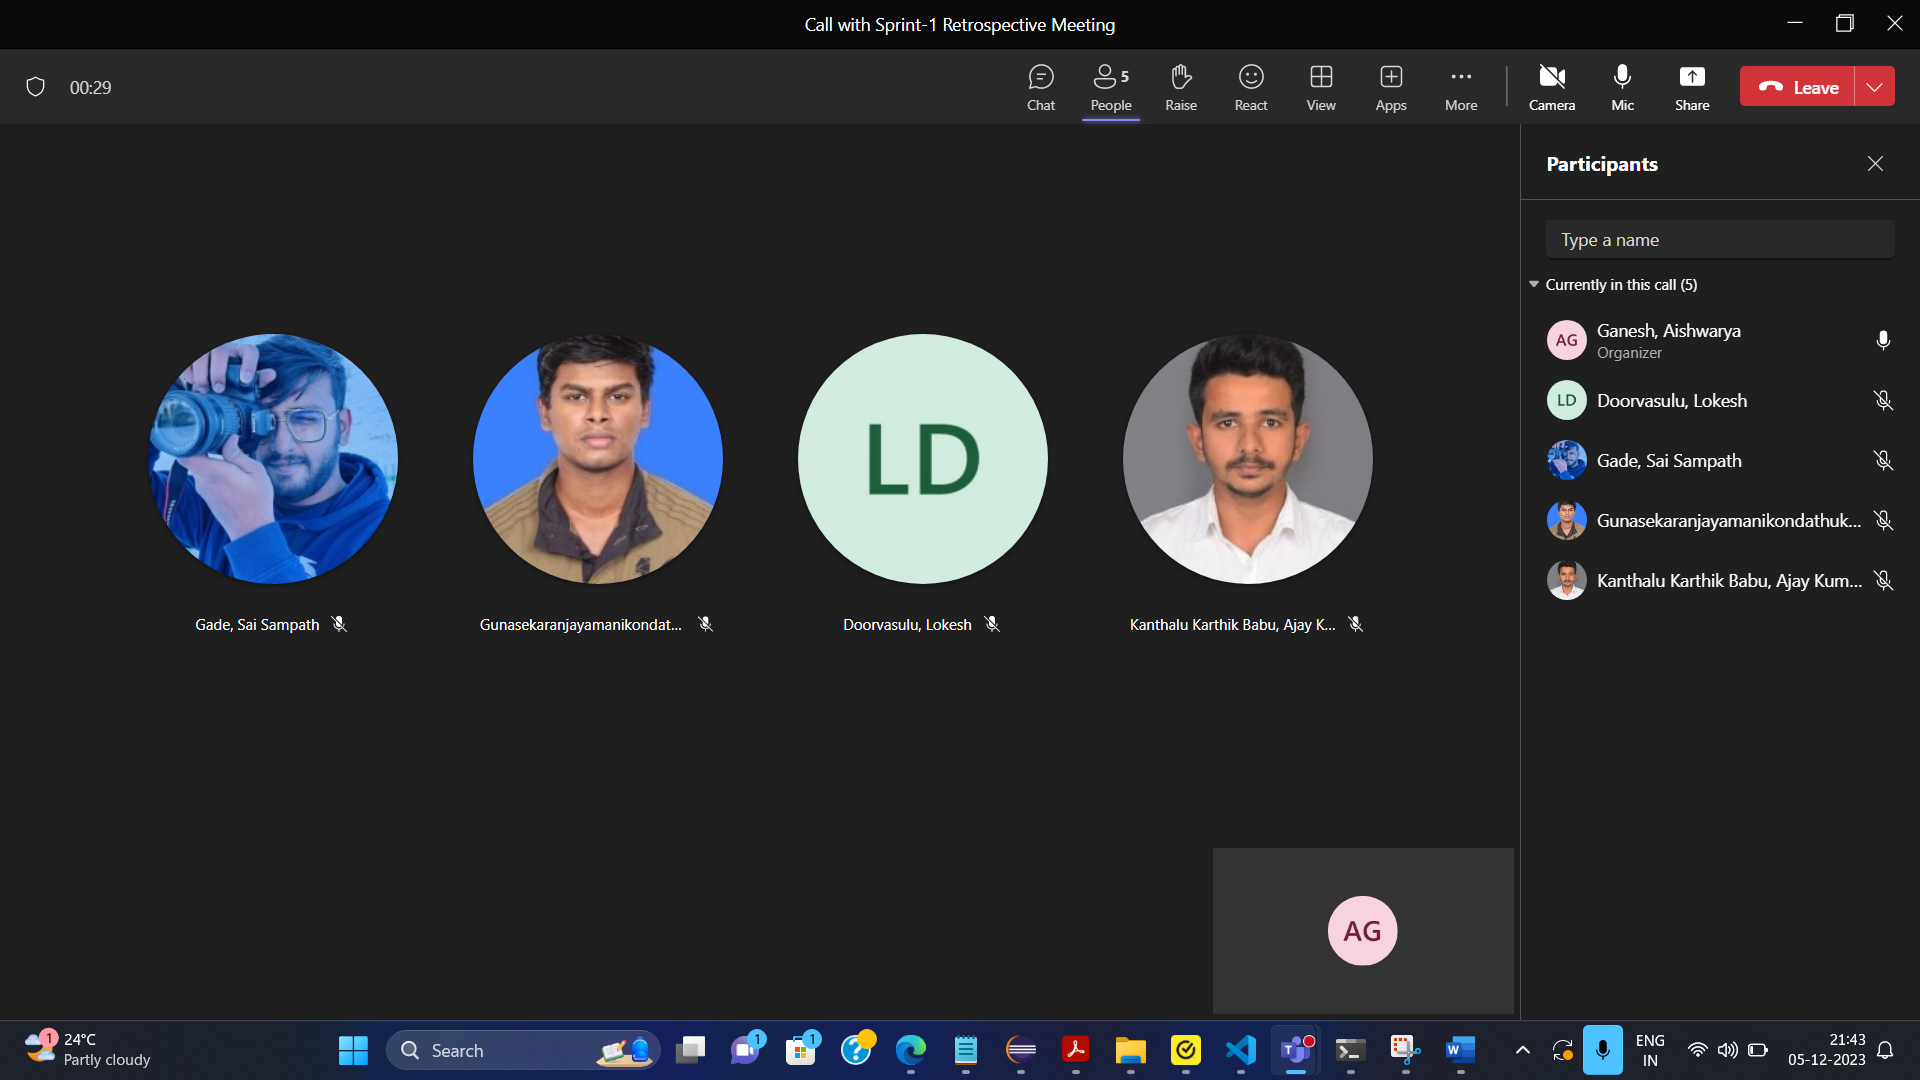 Call with Sprint-1 Retrospective Meeting
00:29
Chat
5
People
Raise
React
View
Apps
More
Camera
Mic
Share
Leave
Participants
Type a name
Currently in this call (5)
AG
Ganesh, Aishwarya
Organizer
LD
Doorvasulu, Lokesh
Gade, Sai Sampath
Gunasekaranjayamanikondathuk...
Kanthalu Karthik Babu, Ajay Kum...
LD
Gade, Sai Sampath
Gunasekaranjayamanikondat...
Doorvasulu, Lokesh
Kanthalu Karthik Babu, Ajay K...
AG
1
24°C
Partly cloudy
Search
1
1
ENG
IN
21:43
05-12-2023